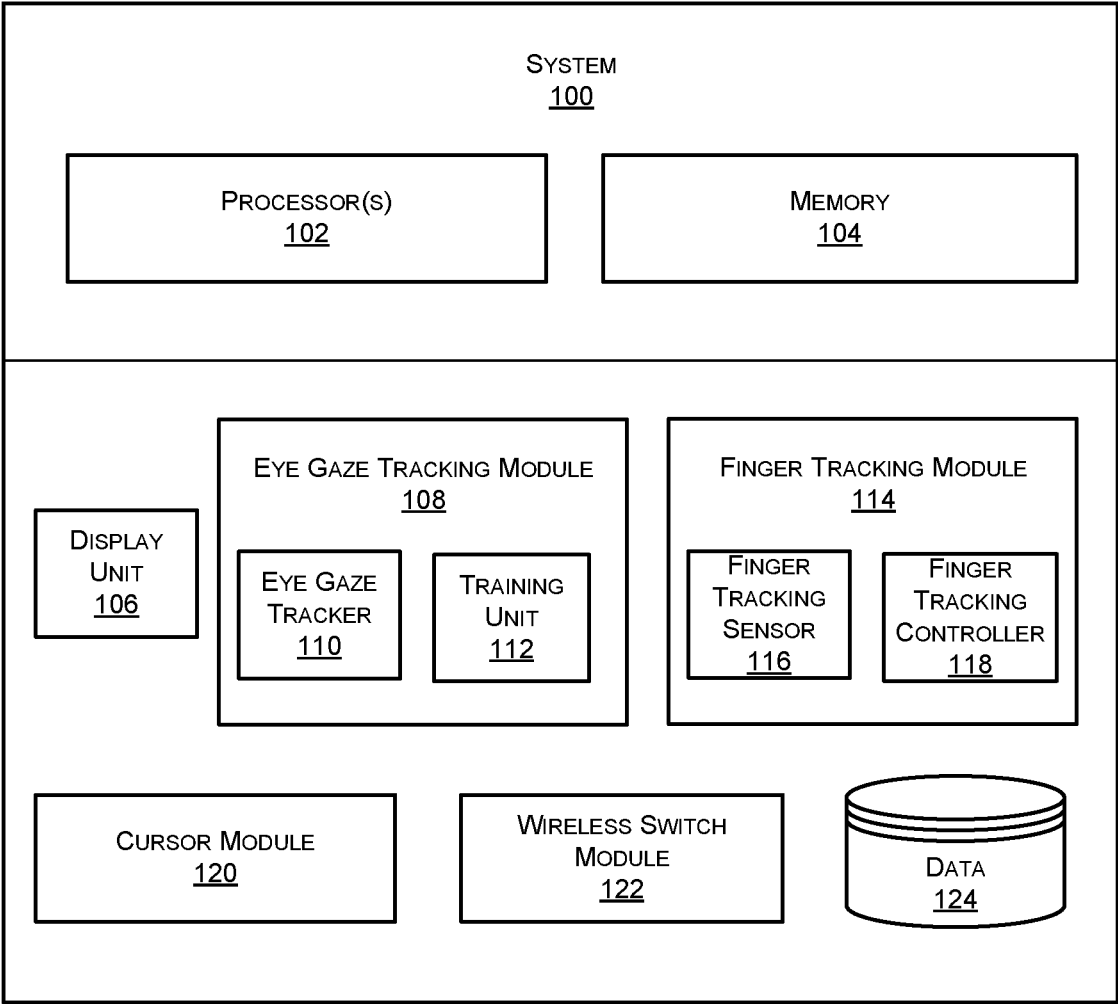 SYSTEM
100
PROCESSOR(S)
102
MEMORY
104
EYE GAZE TRACKING MODULE
108
FINGER TRACKING MODULE
114
DISPLAY
UNIT
106
EYE GAZE
TRACKER
110
TRAINING
UNIT
112
FINGER
TRACKING
SENSOR
116
FINGER
TRACKING
CONTROLLER
118
CURSOR MODULE
120
WIRELESS SWITCH
MODULE
122
DATA
124